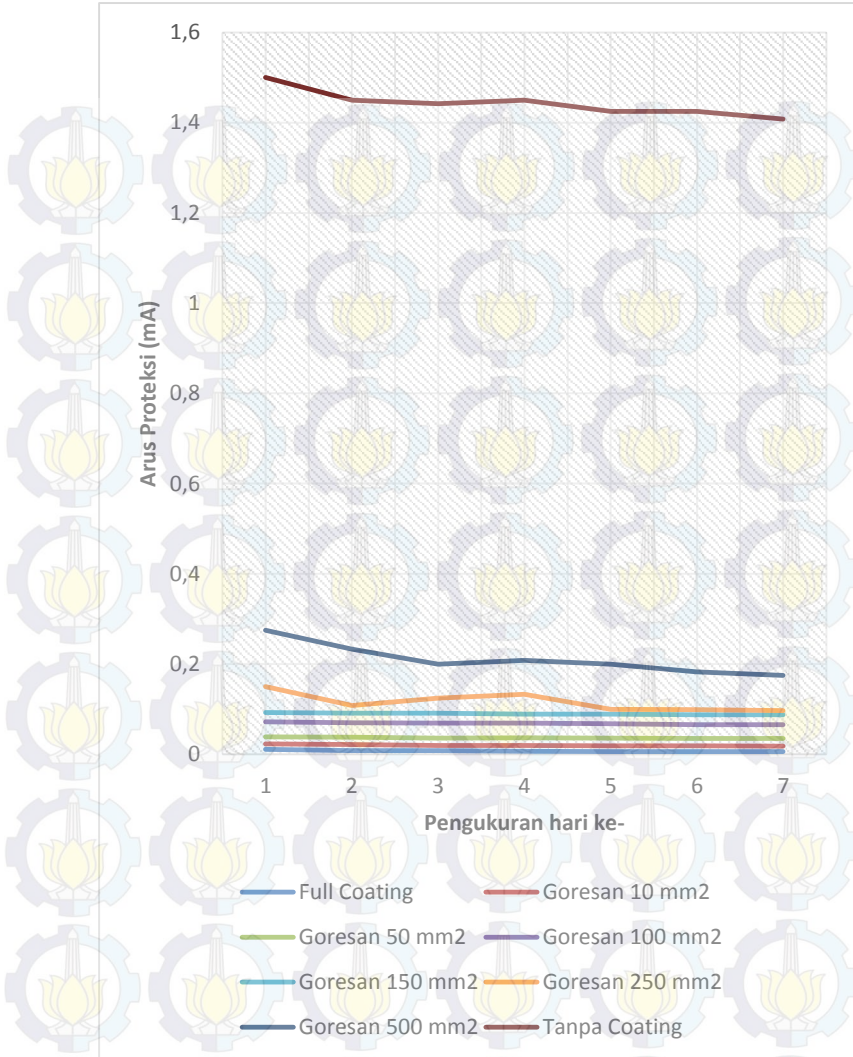 1,6
1,4
1,2
1
0,8
0,6
0,4
0,2
0
Arus Proteksi (mA)
1 2 3 4 5 6 7
Pengukuran hari ke-
Full Coating Goresan 10 mm2
Goresan 50 mm2 Goresan 100 mm2
Goresan 150 mm2 Goresan 250 mm2
Goresan 500 mm2 Tanpa Coating